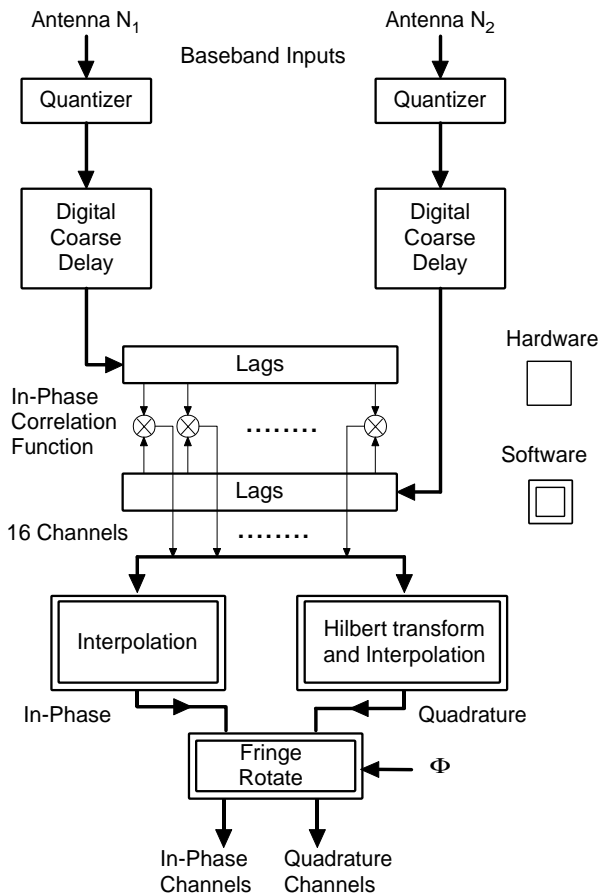 Antenna N1
Antenna N2
Baseband Inputs
Quantizer
Quantizer
Digital
Coarse
Delay
Digital
Coarse
Delay
Lags
In-Phase
Correlation
Function
........
Lags
Hardware
Software
16 Channels
........
Interpolation
Hilbert transform
and Interpolation
In-Phase
Quadrature
Fringe
Rotate
Φ
In-Phase
Channels
Quadrature
Channels